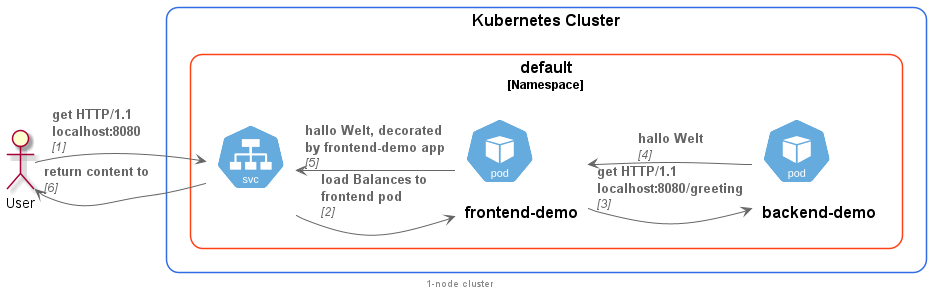 Kubernetes Cluster
default
[Namespace]
get HTTP/1.1
localhost:8080
[1]
return content to
[6]
User
svc
hallo Welt, decorated
by frontend-demo app
[5]
load Balances to
frontend pod
[2]
pod
frontend-demo
hallo Welt
[4]
get HTTP/1.1
localhost:8080/greeting
[3]
pod
backend-demo
1-node cluster